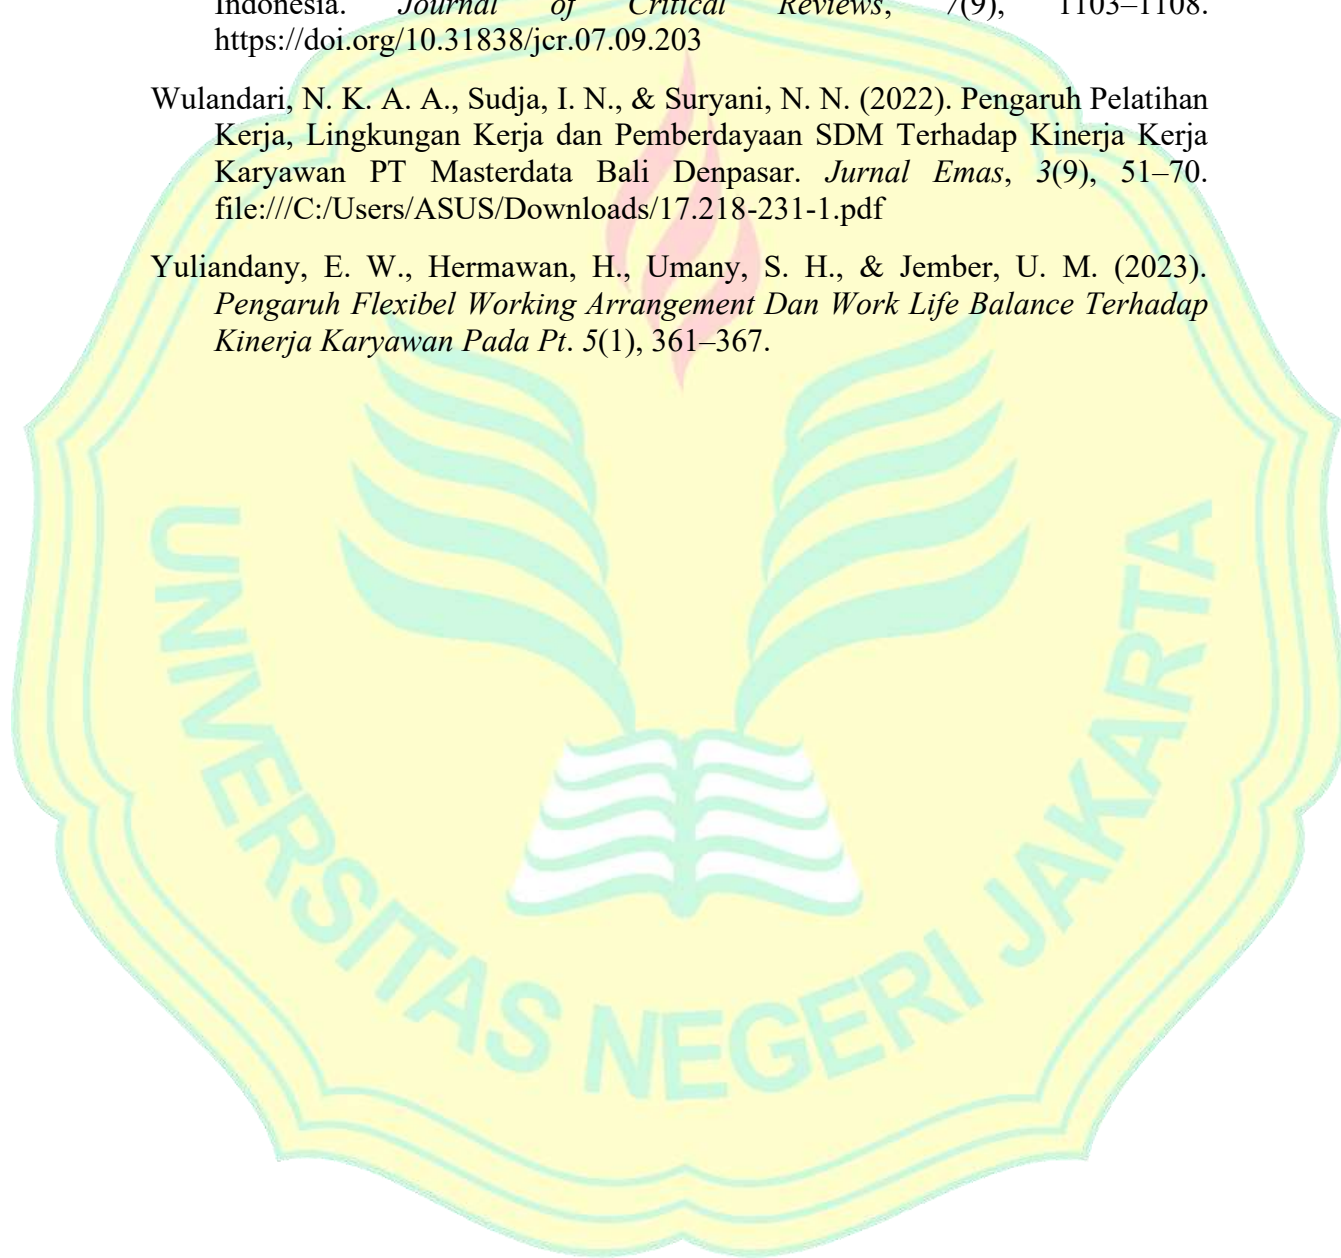 Indonesia. Journal of Critical Reviews, 7(9), 1103–1108.
https://doi.org/10.31838/jcr.07.09.203
Wulandari, N. K. A. A., Sudja, I. N., & Suryani, N. N. (2022). Pengaruh Pelatihan
Kerja, Lingkungan Kerja dan Pemberdayaan SDM Terhadap Kinerja Kerja
Karyawan PT Masterdata Bali Denpasar. Jurnal Emas, 3(9), 51–70.
file:///C:/Users/ASUS/Downloads/17.218-231-1.pdf
Yuliandany, E. W., Hermawan, H., Umany, S. H., & Jember, U. M. (2023).
Pengaruh Flexibel Working Arrangement Dan Work Life Balance Terhadap
Kinerja Karyawan Pada Pt. 5(1), 361–367.
UNIVERSITAS NEGERI JAKARTA